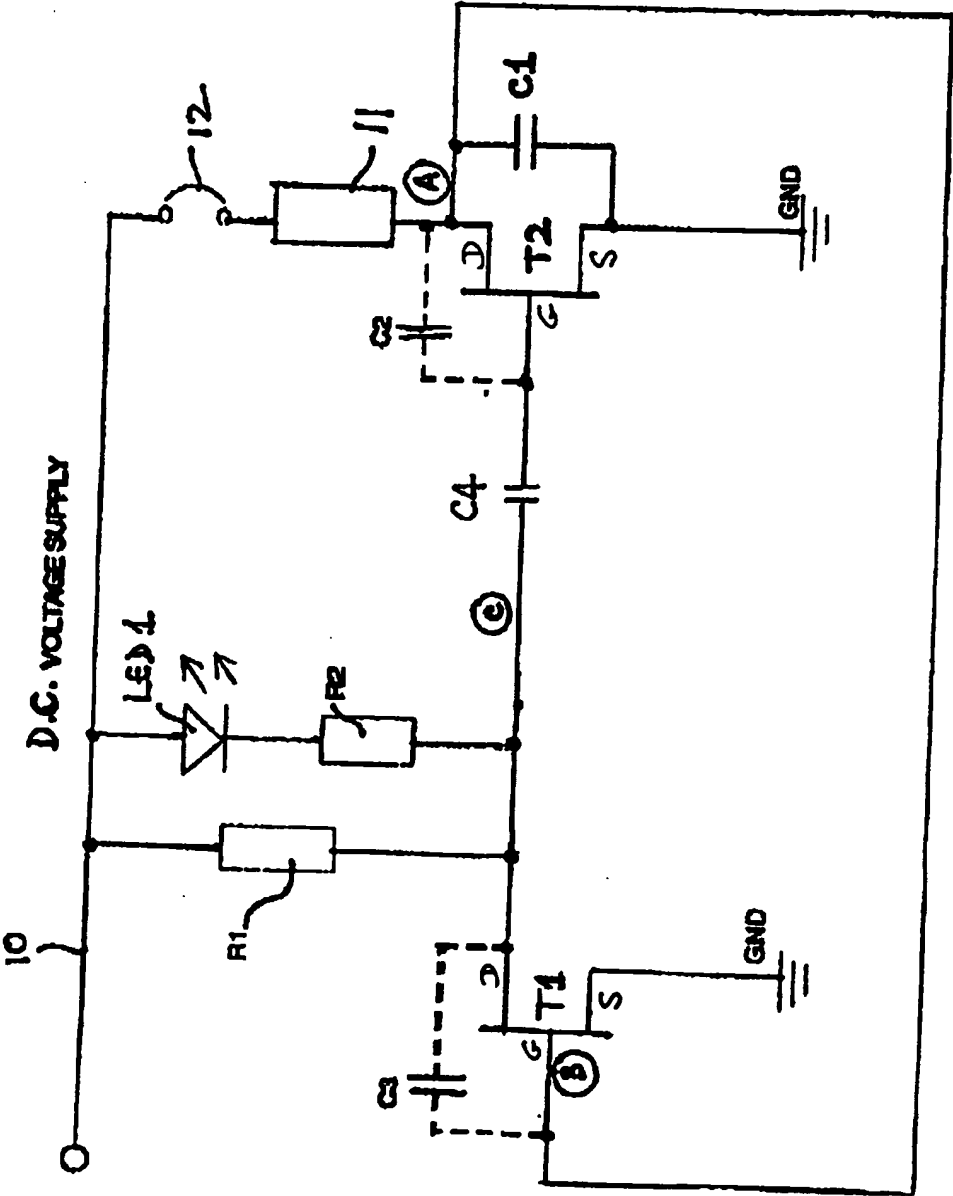 D.C. VOLTAGE SUPPLY
10
12
11
LED 1
R1
R2
A
C1
C2
D
T2
G
S
GND
C4
C
C3
D
T1
G
S
B
GND